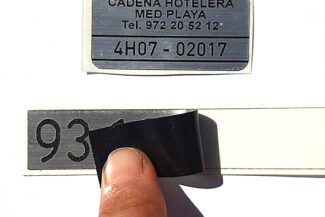 CADENA HOTELERA
MED PLAYA
Tel. 972 20 52 12
4H07 - 02017
93